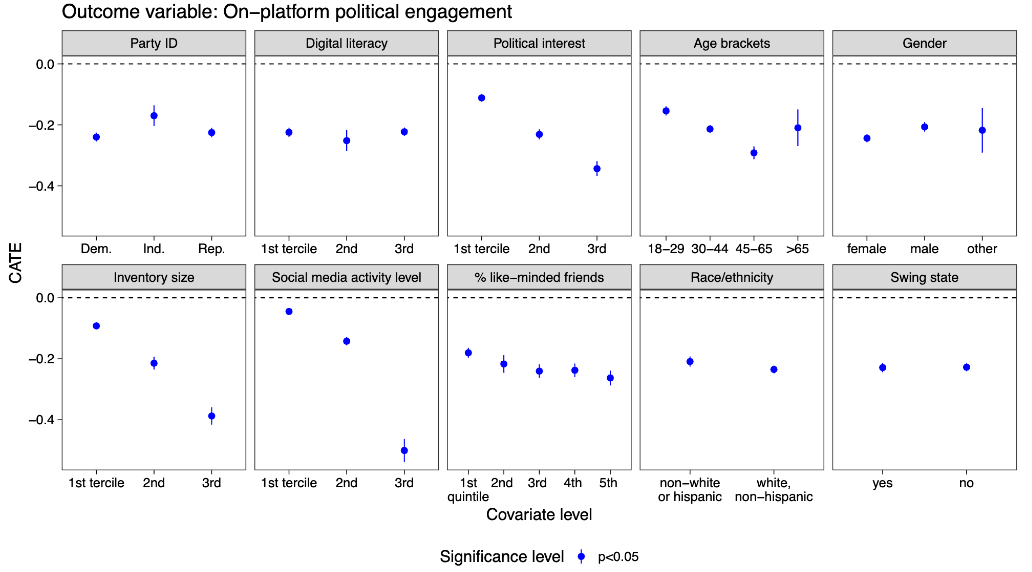 Outcome variable: On−platform political engagement
Party ID
Digital literacy
Political interest
Age brackets
Gender
0.0
−0.2
−0.4
Dem. Ind. Rep.
1st tercile 2nd 3rd
1st tercile 2nd 3rd
18−29 30−44 45−65 >65
female male other
CATE
Inventory size
Social media activity level
% like−minded friends
Race/ethnicity
Swing state
0.0
−0.2
−0.4
1st tercile 2nd 3rd
1st tercile 2nd 3rd
1st 2nd 3rd 4th 5th
quintile
non−white white,
or hispanic non−hispanic
yes no
Covariate level
Significance level p<0.05